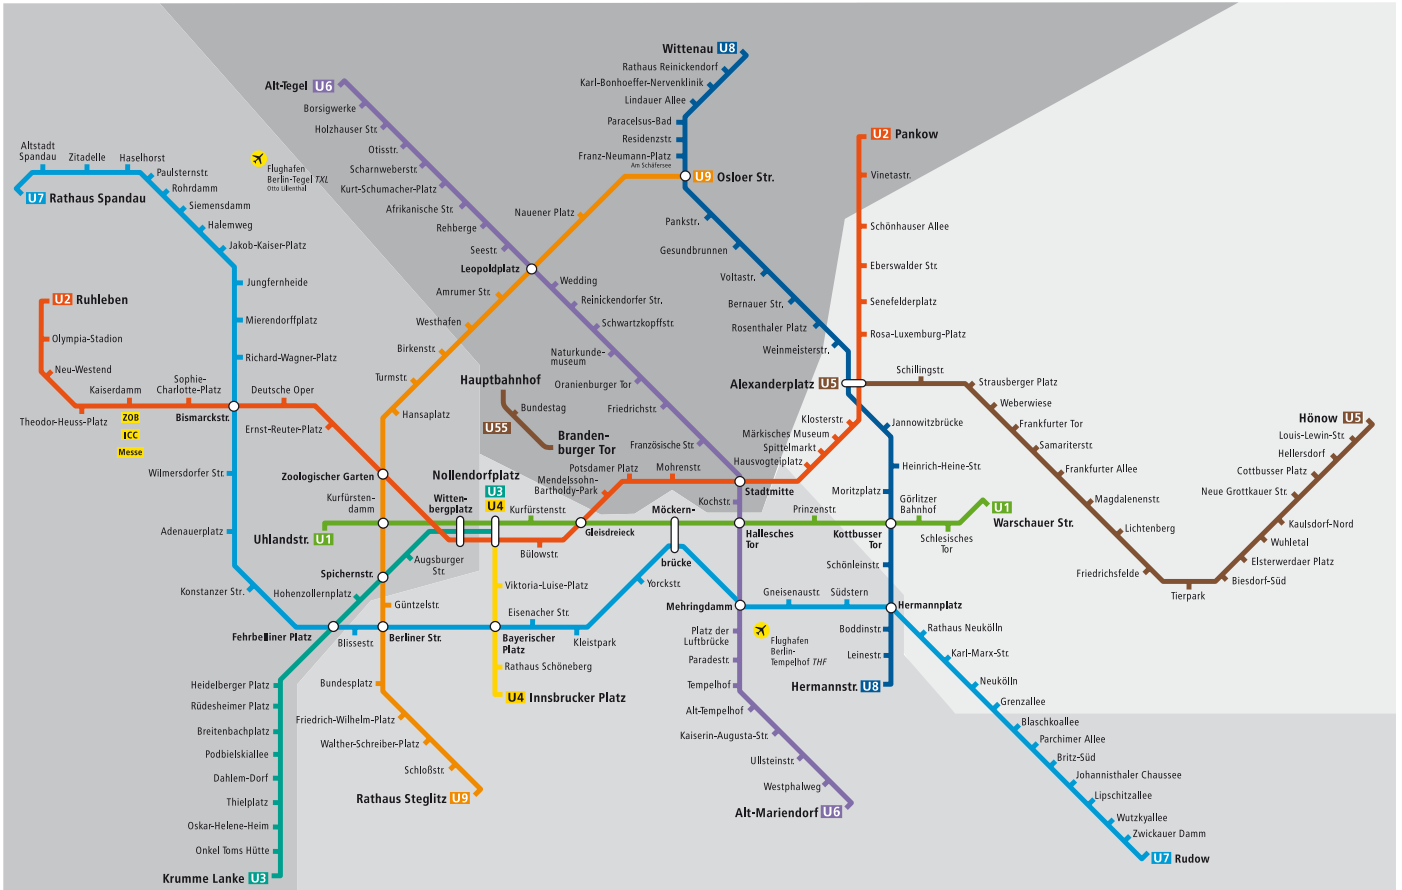 Wittenau U8
Rathaus Reinickendorf
Karl-Bonhoeffer-Nervenklinik
Lindauer Allee
Paracelsus-Bad
Residenzstr.
Franz-Neumann-Platz
Am Schäfersee
U9 Osloer Str.
Pankstr.
Gesundbrunnen
Voltastr.
Bernauer Str.
Rosenthaler Platz
Weinmeisterstr.
Alexanderplatz U5
Alt-Tegel U6
Borsigwerke
Holzhauser Str.
Otisstr.
Scharnweberstr.
Kurt-Schumacher-Platz
Afrikanische Str.
Rehberge
Seestr.
Leopoldplatz
Nauener Platz
Wedding
Reinickendorfer Str.
Schwartzkopffstr.
Naturkunde-
museum
Oranienburger Tor
Friedrichstr.
Französische Str.
U2 Pankow
Vinetastr.
Schönhauser Allee
Eberswalder Str.
Senefelderplatz
Rosa-Luxemburg-Platz
Altstadt
Spandau
Zitadelle
Haselhorst
Paulsternstr.
Rohrdamm
Siemensdamm
Halemweg
Jakob-Kaiser-Platz
U7 Rathaus Spandau
Flughafen
Berlin-Tegel TXL
Otto Lilienthal
Jungfernheide
Mierendorffplatz
Richard-Wagner-Platz
U2 Ruhleben
Olympia-Stadion
Neu-Westend
Theodor-Heuss-Platz
Kaiserdamm
ZOB
ICC
Messe
Sophie-
Charlotte-Platz
Bismarckstr.
Deutsche Oper
Ernst-Reuter-Platz
Wilmersdorfer Str.
Adenauerplatz
Konstanzer Str.
Amrumer Str.
Westhafen
Birkenstr.
Turmstr.
Hansaplatz
Zoologischer Garten
Kurfürsten-
damm
Uhlandstr. U1
Hauptbahnhof
Bundestag
U55
Branden-
burger Tor
Nollendorfplatz
U3
U4
Witten-
bergplatz
Kurfürstenstr.
Bülowstr.
Gleisdreieck
Mendelssohn-
Bartholdy-Park
Potsdamer Platz
Mohrenstr.
Stadtmitte
Hausvogteiplatz
Spittelmarkt
Märkisches Museum
Klosterstr.
Kochstr.
Möckern-
brücke
Hallesches
Tor
Prinzenstr.
Kottbusser
Tor
Görlitzer
Bahnhof
Schlesisches
Tor
U1
Warschauer Str.
Jannowitzbrücke
Heinrich-Heine-Str.
Moritzplatz
Schönleinstr.
Hermannplatz
Boddinstr.
Leinestr.
Hermannstr. U8
Schillingstr.
Strausberger Platz
Weberwiese
Frankfurter Tor
Samariterstr.
Frankfurter Allee
Magdalenenstr.
Lichtenberg
Friedrichsfelde
Tierpark
Biesdorf-Süd
Elsterwerdaer Platz
Wuhletal
Kaulsdorf-Nord
Neue Grottkauer Str.
Cottbusser Platz
Hellersdorf
Louis-Lewin-Str.
Hönow U5
Augsburger
Str.
Spichernstr.
Hohenzollernplatz
Fehrbelliner Platz
Blissestr.
Berliner Str.
Güntzelstr.
Viktoria-Luise-Platz
Eisenacher Str.
Bayerischer
Platz
Kleistpark
Yorckstr.
Rathaus Schöneberg
U4 Innsbrucker Platz
Mehringdamm
Gneisenaustr.
Südstern
Platz der
Luftbrücke
Flughafen
Berlin-
Tempelhof THF
Paradestr.
Tempelhof
Alt-Tempelhof
Kaiserin-Augusta-Str.
Ullsteinstr.
Westphalweg
Alt-Mariendorf U6
Bundesplatz
Friedrich-Wilhelm-Platz
Walther-Schreiber-Platz
Schloßstr.
Rathaus Steglitz U9
Heidelberger Platz
Rüdesheimer Platz
Breitenbachplatz
Podbielskiallee
Dahlem-Dorf
Thielplatz
Oskar-Helene-Heim
Onkel Toms Hütte
Krumme Lanke U3
Rathaus Neukölln
Karl-Marx-Str.
Neukölln
Grenzallee
Blaschkoallee
Parchimer Allee
Britz-Süd
Johannisthaler Chaussee
Lipschitzallee
Wutzkyallee
Zwickauer Damm
U7 Rudow